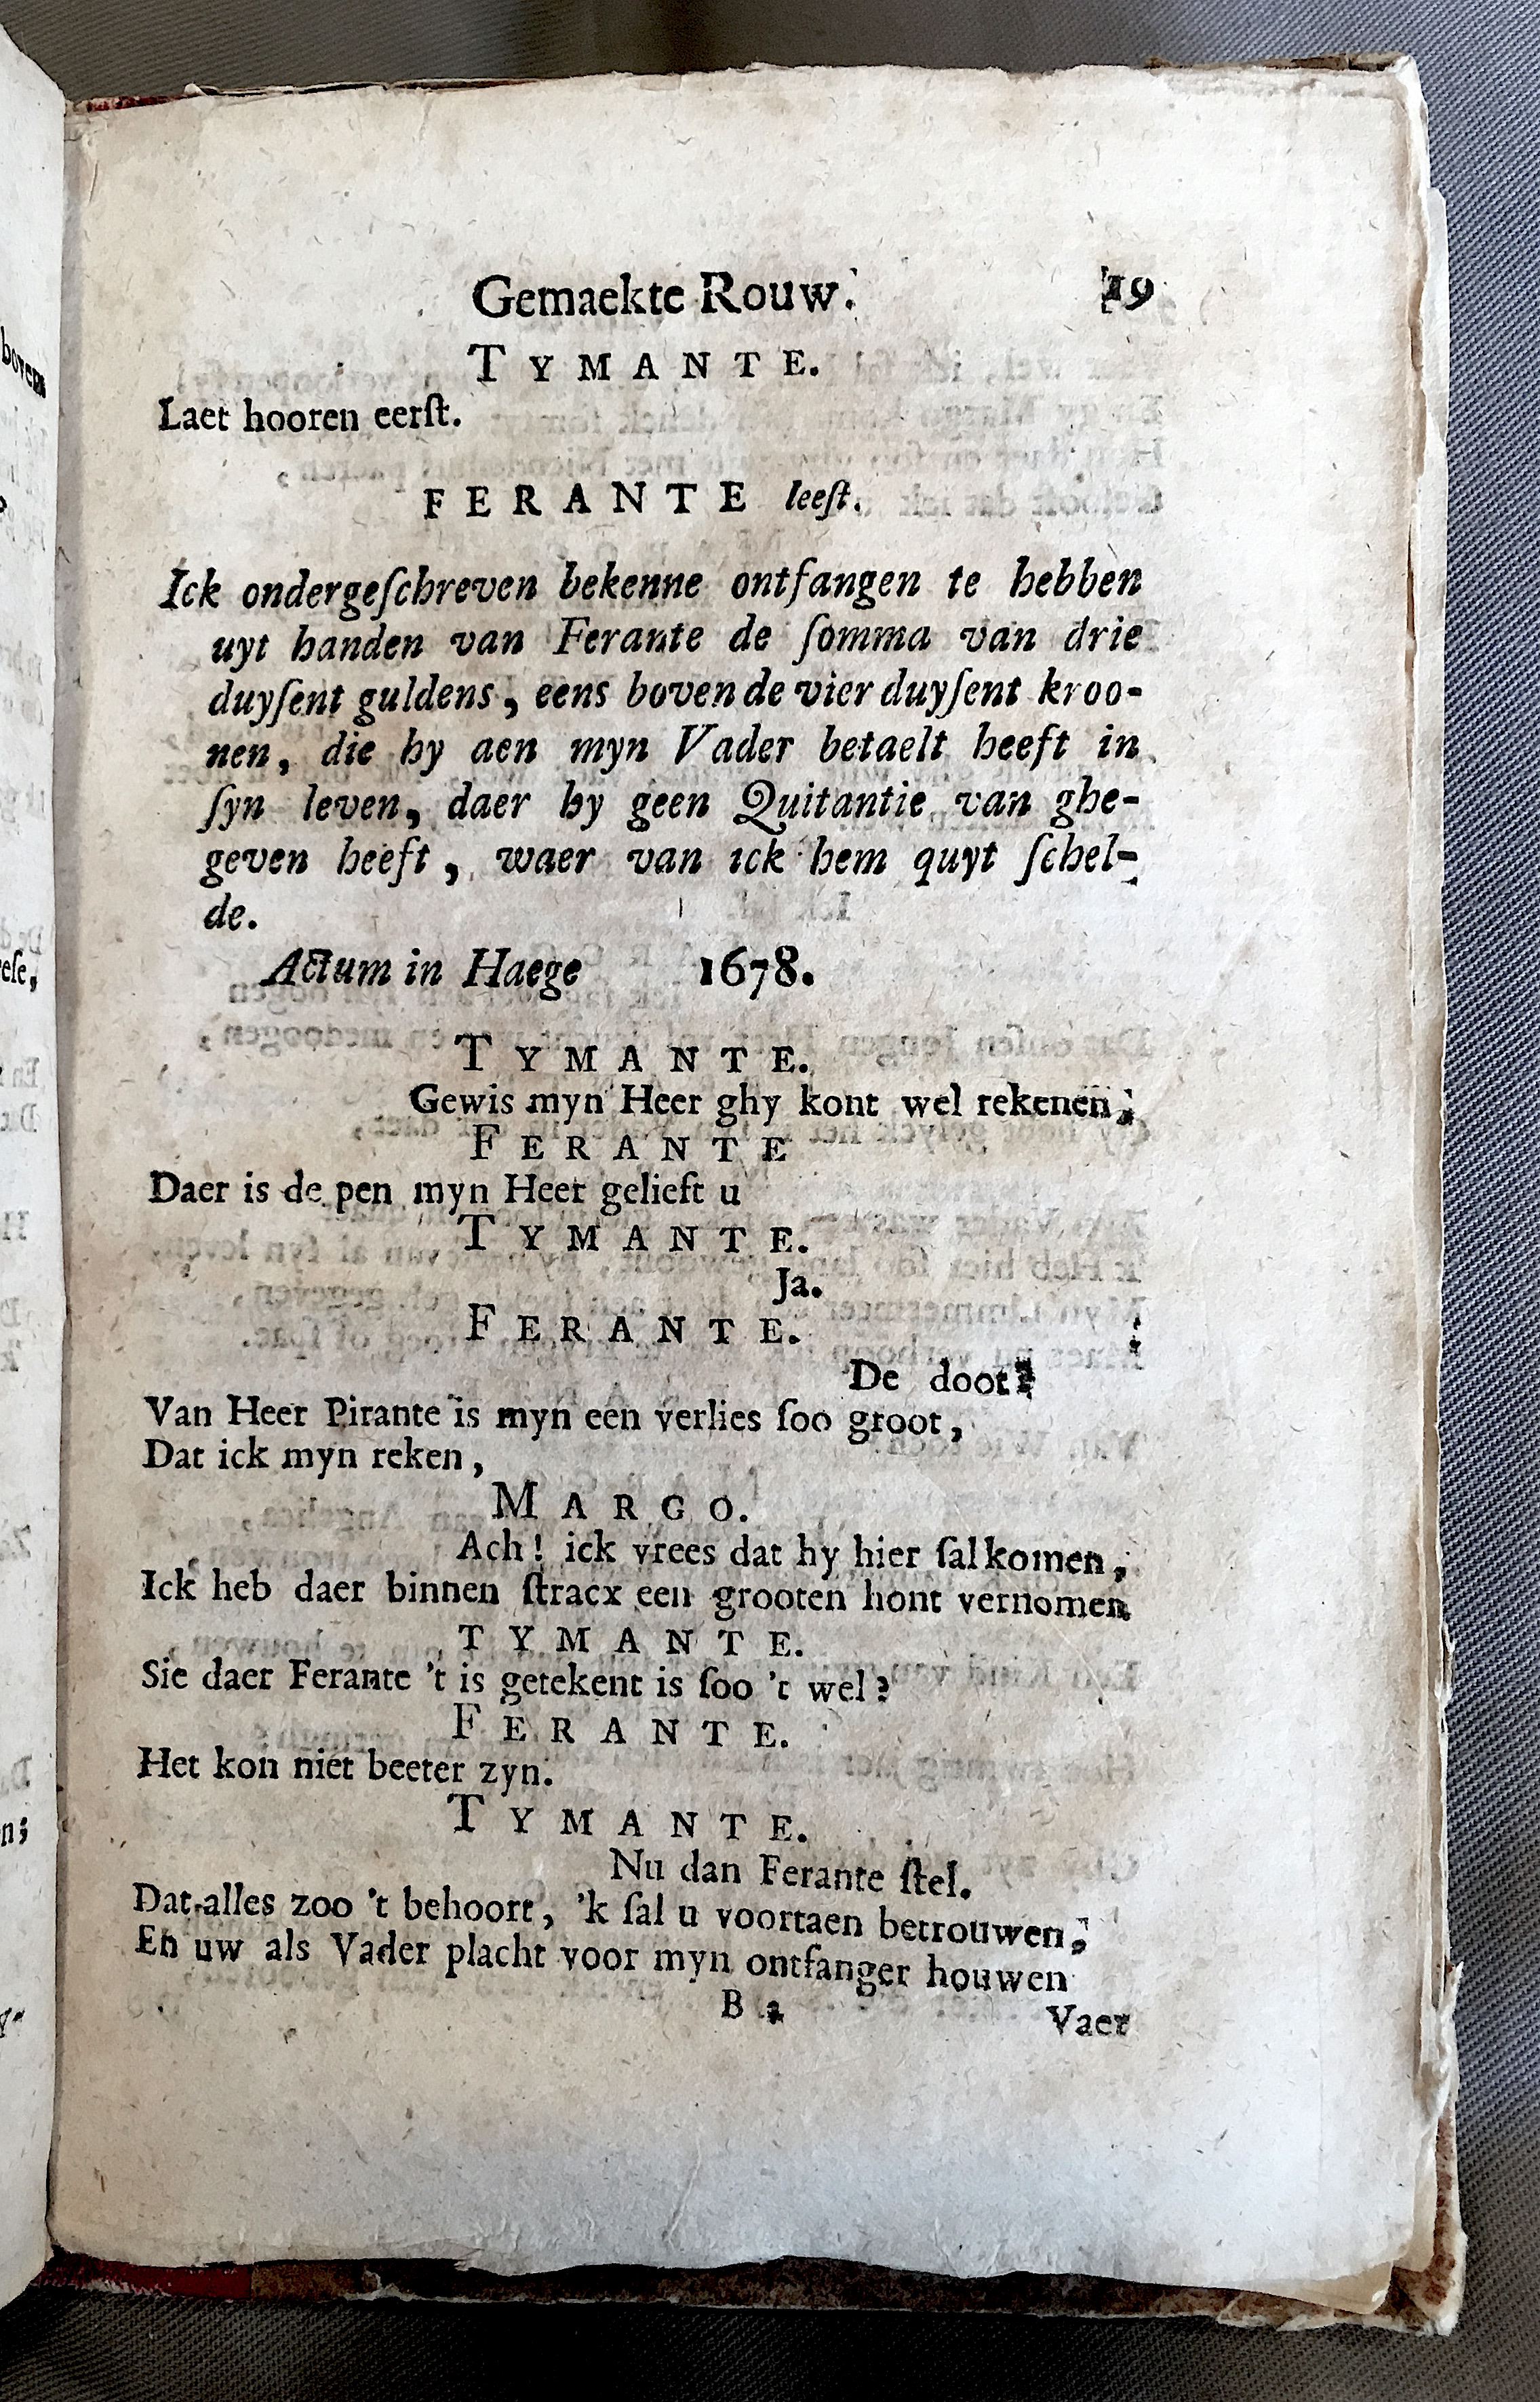 Gemaekte Rouw. 19
TYMANTE.
Laet hooren eerſt.
FERANTE leeſt.
Ick ondergeſchreven bekenne ontfangen te hebben
uyt handen van Ferante de ſomma van drie
duyſent guldens, eens boven de vier duyſent kroo-
nen, die hy aen myn Vader betaelt heeft in
ſyn leven, daer hy geen Quitantie van ghe-
geven heeft, waer van ick hem quyt ſchel-
de.
Actum in Haege 1678.
TYMANTE.
Gewis myn Heer ghy kont wel rekenen,
FERANTE
Daer is de pen myn Heer gelieft u
TYMANTE.
Ja.
FERANTE.
De doot
Van Heer Pirante is myn een verlies ſoo groot,
Dat ick myn reken,
MARGO.
Ach! ick vrees dat hy hier ſal komen,
Ick heb daer binnen ſtracx een grooten hont vernomen
TYMANTE.
Sie daer Ferante 't is getekent is ſoo 't wel?
FERANTE.
Het kon niet beeter zyn.
TYMANTE.
Nu dan Ferante ſtel.
Dat alles zoo 't behoort, 'k ſal u voortaen betrouwen,
En uw als Vader placht voor myn ontfanger houwen
B 2 Vaer
boven
eſe,
n;